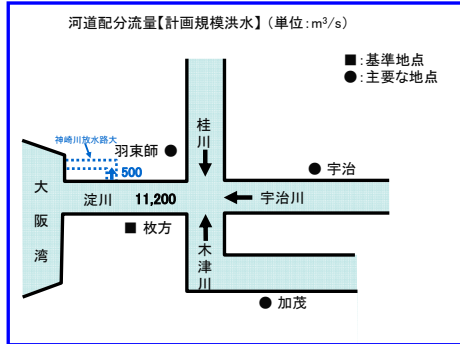 河道配分流量【計画規模洪水】（単位：m³/s）
■：基準地点
●：主要な地点
桂川
神崎川放水路大
羽束師 ●
500
● 宇治
大阪湾
淀川 11,200
宇治川
■ 枚方
木津川
● 加茂